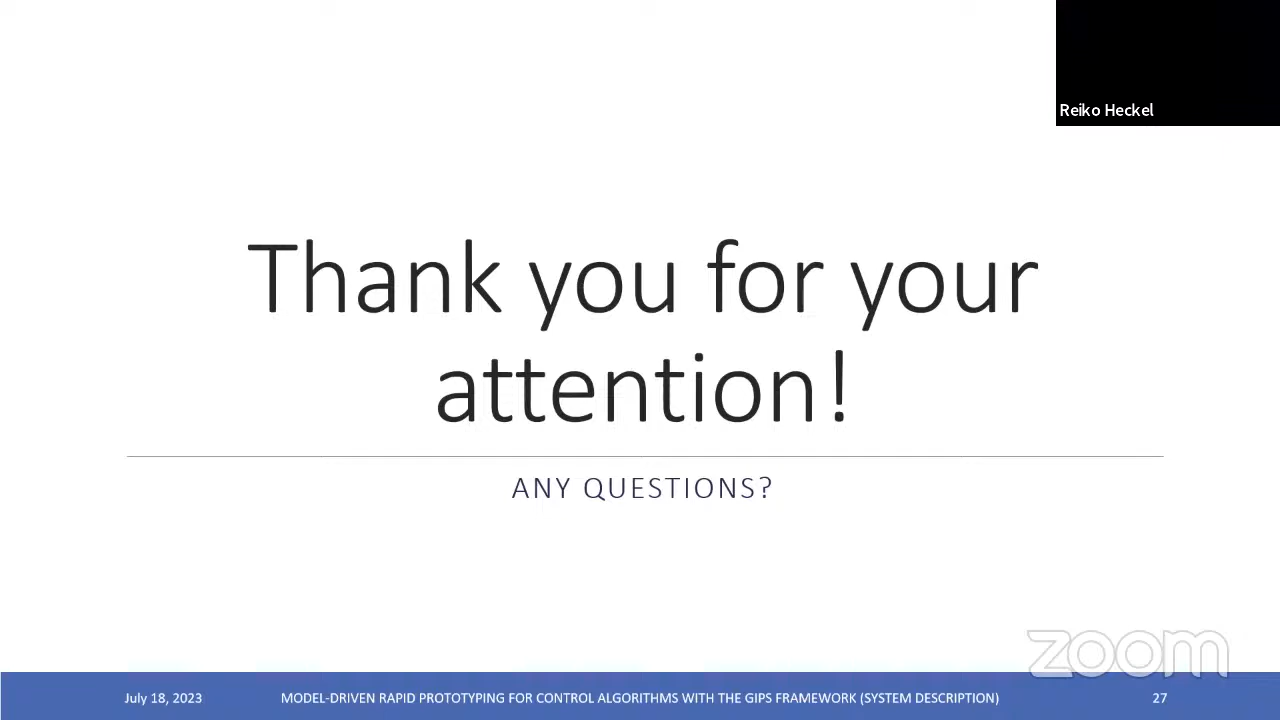 Reiko Heckel
Thank you for your
attention!
ANY QUESTIONS?
zoom
July 18, 2023
MODEL-DRIVEN RAPID PROTOTYPING FOR CONTROL ALGORITHMS WITH THE GIPS FRAMEWORK (SYSTEM DESCRIPTION)
27